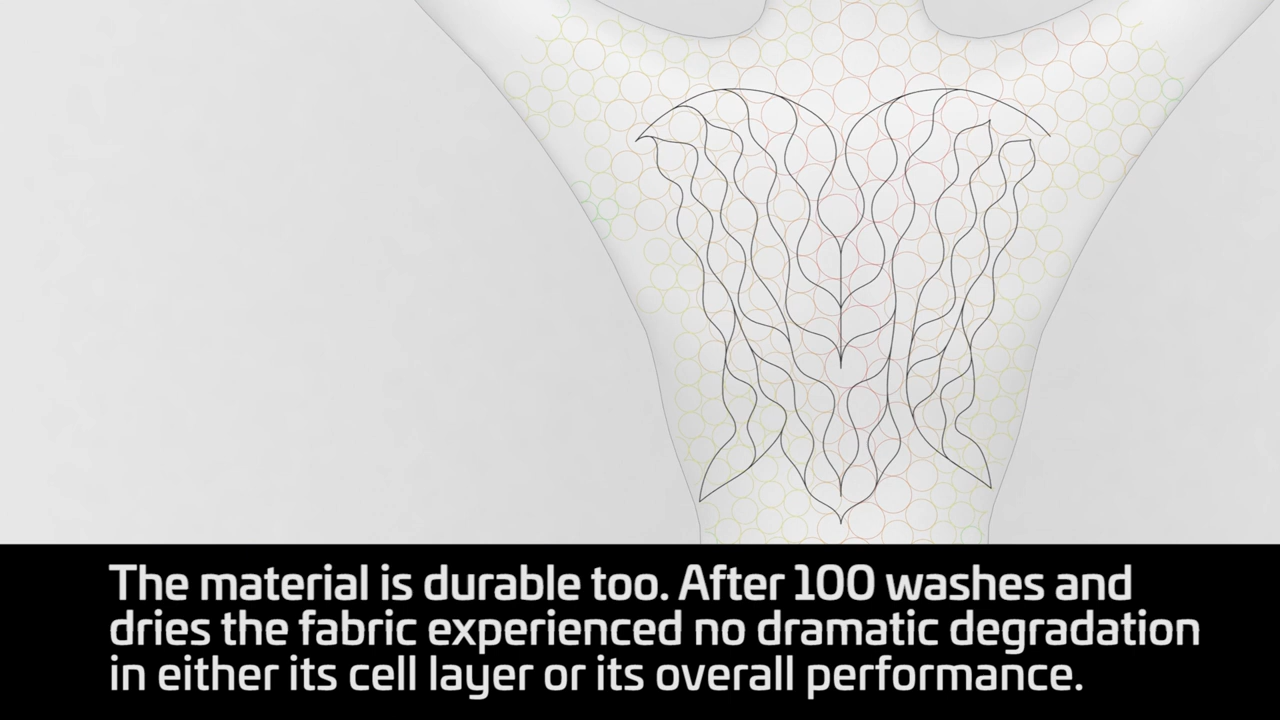 The material is durable too. After 100 washes and
dries the fabric experienced no dramatic degradation
in either its cell layer or its overall performance.